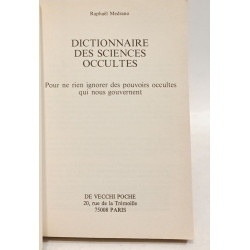 Raphaël Medrano
DICTIONNAIRE
DES SCIENCES
OCCULTES
Pour ne rien ignorer des pouvoirs occultes
qui nous gouvernent
DE VECCHI POCHE
20, rue de la Trémoille
75008 PARIS